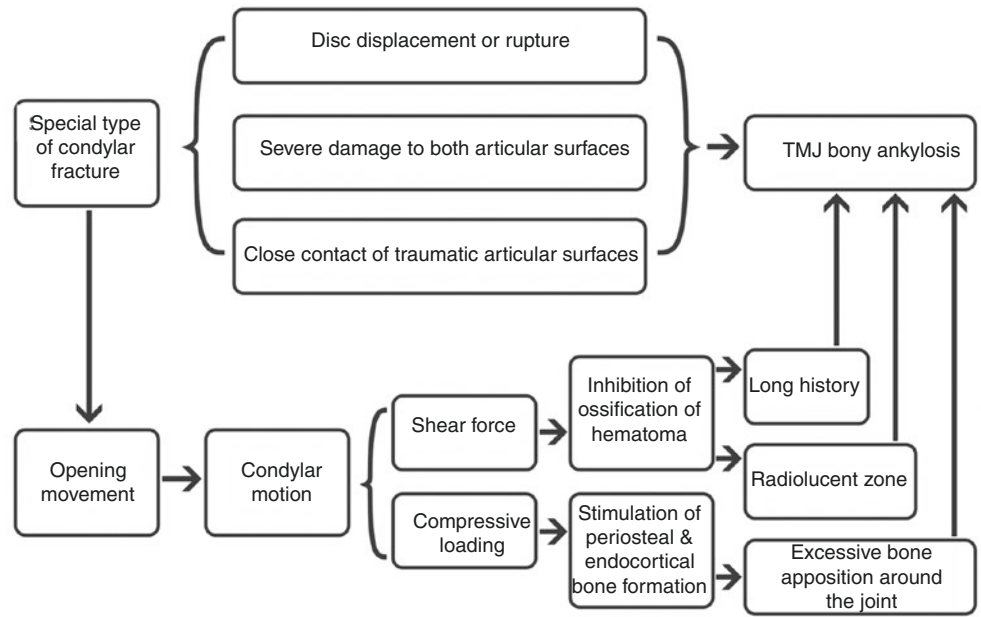 Disc displacement or rupture
Special type
of condylar
fracture
Severe damage to both articular surfaces
TMJ bony ankylosis
Close contact of traumatic articular surfaces
Opening
movement
Condylar
motion
Shear force
Inhibition of
ossification of
hematoma
Long history
Radiolucent zone
Compressive
loading
Stimulation of
periosteal &
endocortical
bone formation
Excessive bone
apposition around
the joint